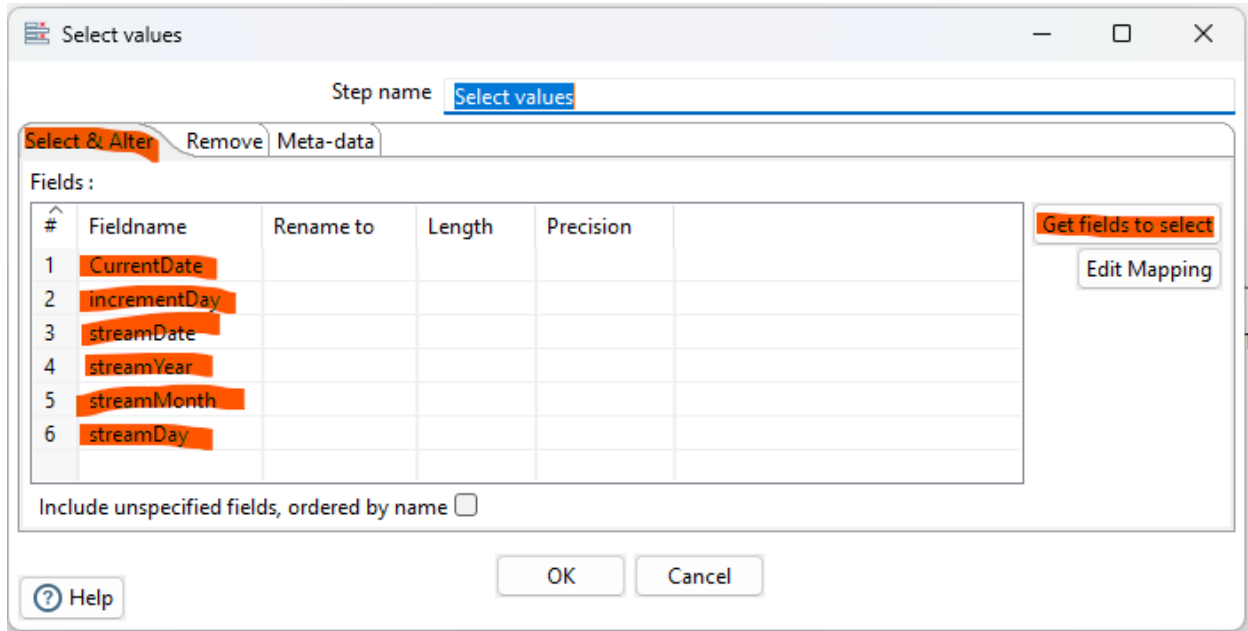 Select values
Step name Select values
Select & Alter Remove Meta-data
Fields :
# Fieldname Rename to Length Precision
Get fields to select
1 CurrentDate
Edit Mapping
2 incrementDay
3 streamDate
4 streamYear
5 streamMonth
6 streamDay
Include unspecified fields, ordered by name
OK Cancel
? Help